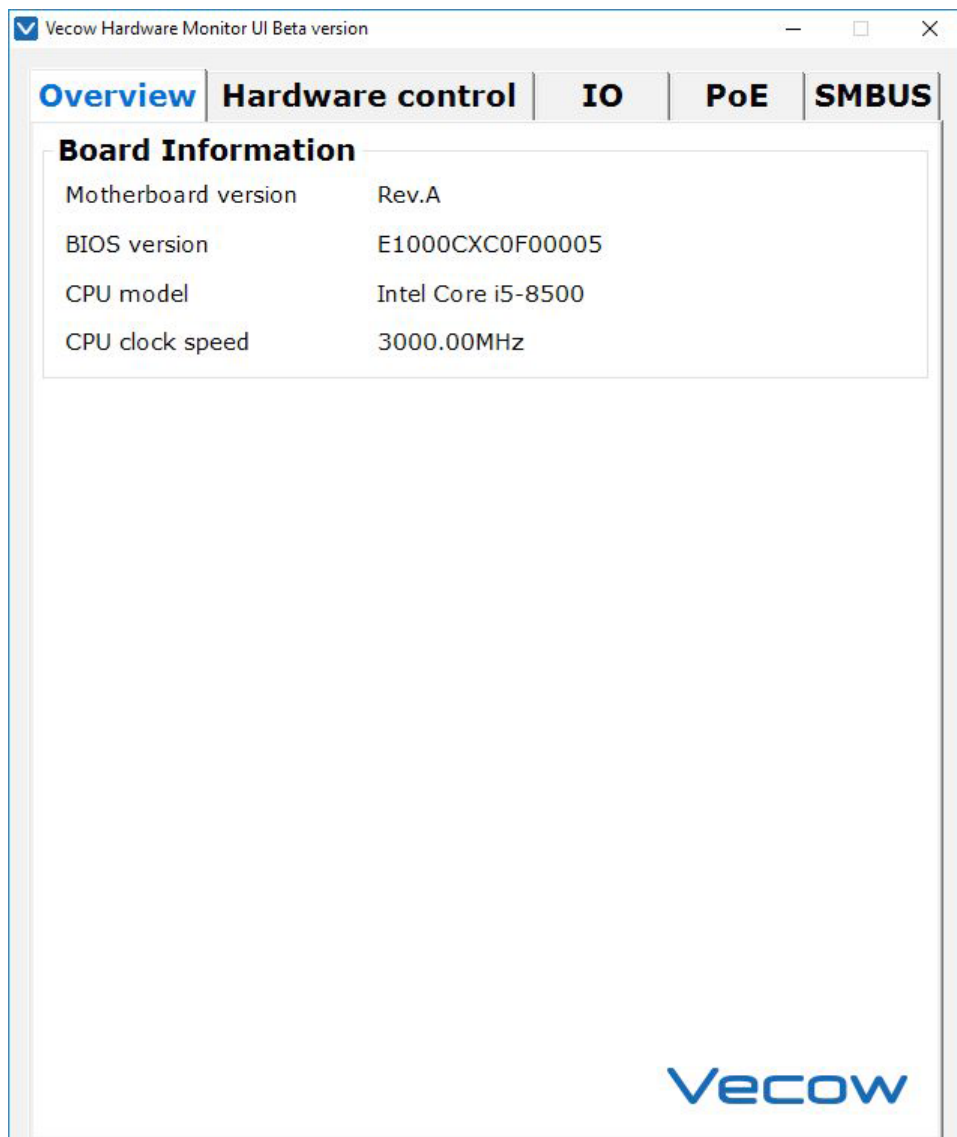 Vecow Hardware Monitor UI Beta version
Overview Hardware control IO PoE SMBUS
Board Information
Motherboard version Rev.A
BIOS version E1000CXC0F00005
CPU model Intel Core i5-8500
CPU clock speed 3000.00MHz
Vecow